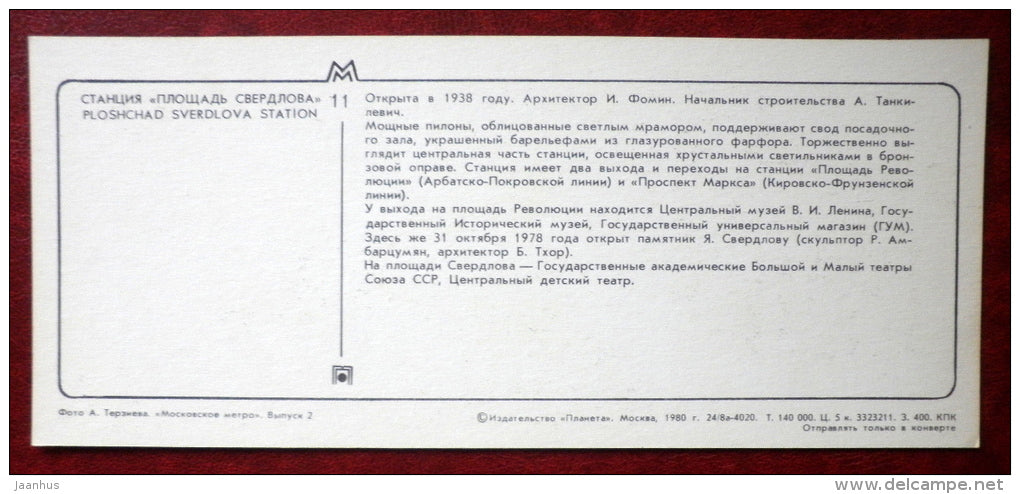 СТАНЦИЯ «ПЛОЩАДЬ СВЕРДЛОВА»
PLOSHCHAD SVERDLOVA STATION
11
Открыта в 1938 году. Архитектор И. Фомин. Начальник строительства А. Танки-
левич.
Мощные пилоны, облицованные светлым мрамором, поддерживают свод посадочно-
го зала, украшенный барельефами из глазурованного фарфора. Торжественно вы-
глядит центральная часть станции, освещенная хрустальными светильниками в брон-
зовой оправе. Станция имеет два выхода и переходы на станции «Площадь Рево-
люции» (Арбатско-Покровской линии) и «Проспект Маркса» (Кировско-Фрунзенской
линии).
У выхода на площадь Революции находится Центральный музей В. И. Ленина, Госу-
дарственный Исторический музей, Государственный универсальный магазин (ГУМ).
Здесь же 31 октября 1978 года открыт памятник Я. Свердлову (скульптор Р. Ам-
барцумян, архитектор Б. Тхор).
На площади Свердлова — Государственные академические Большой и Малый театры
Союза ССР, Центральный детский театр.
Фото А. Терзиева. «Московское метро». Выпуск 2
© Издательство «Планета». Москва, 1980 г. 24/8а-4020. Т. 140 000. Ц. 5 к. 3323211. З. 400. КПК
Отправлять только в конверте
Jaanhus
delcampe.net